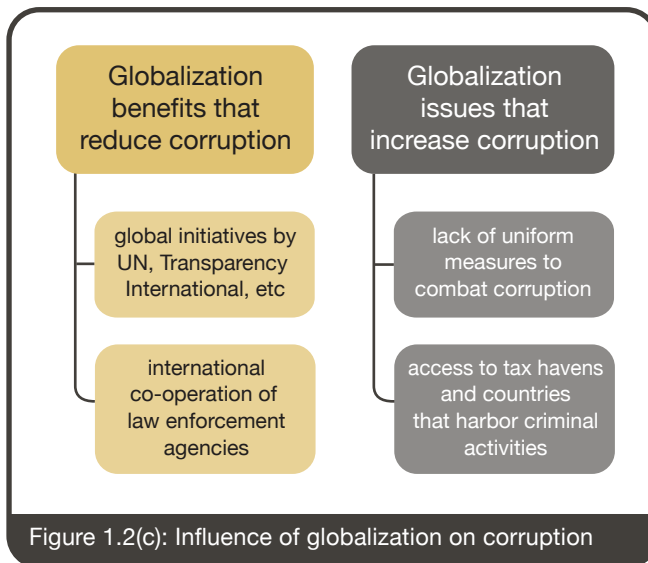 Globalization
benefits that
reduce corruption
global initiatives by
UN, Transparency
International, etc
international
co-operation of
law enforcement
agencies
Globalization
issues that
increase corruption
lack of uniform
measures to
combat corruption
access to tax havens
and countries
that harbor criminal
activities
Figure 1.2(c): Influence of globalization on corruption